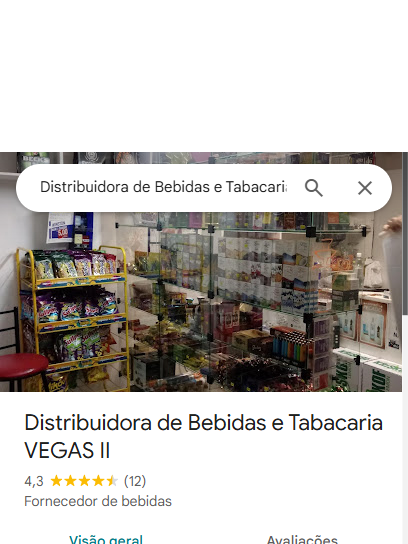 BECK'S
Distribuidora de Bebidas e Tabacaria
Distribuidora de Bebidas e Tabacaria
VEGAS II
4,3 (12)
Fornecedor de bebidas
Visão geral Avaliações